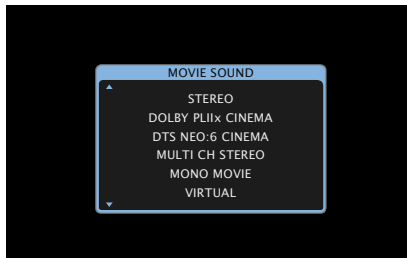 MOVIE SOUND
STEREO
DOLBY PLIIx CINEMA
DTS NEO:6 CINEMA
MULTI CH STEREO
MONO MOVIE
VIRTUAL